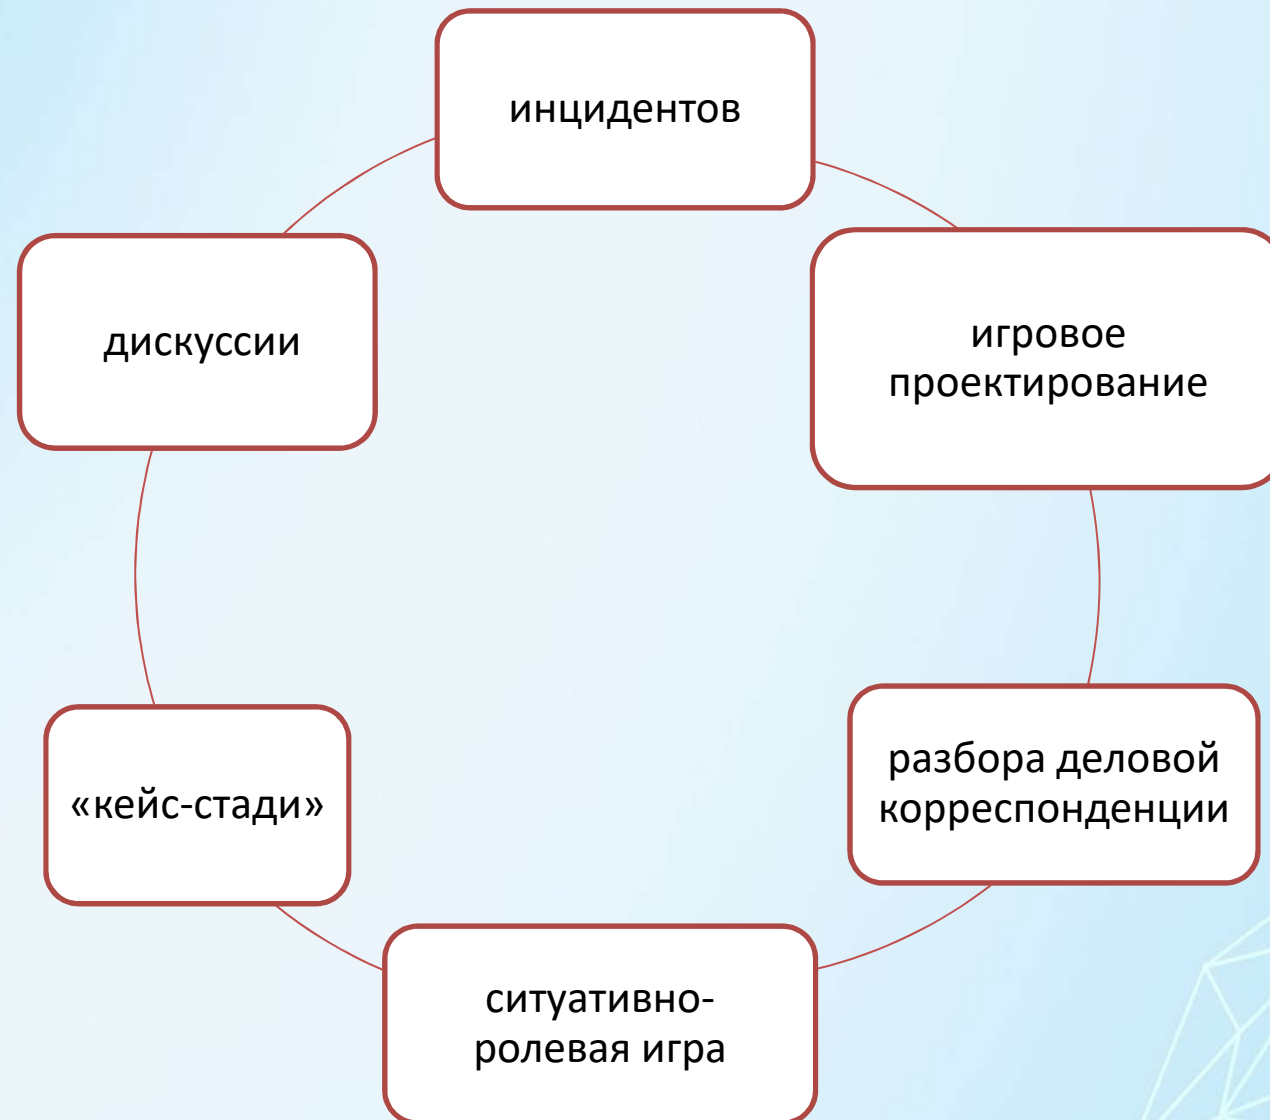 инцидентов
дискуссии
игровое
проектирование
«кейс-стади»
разбора деловой
корреспонденции
ситуативно-
ролевая игра